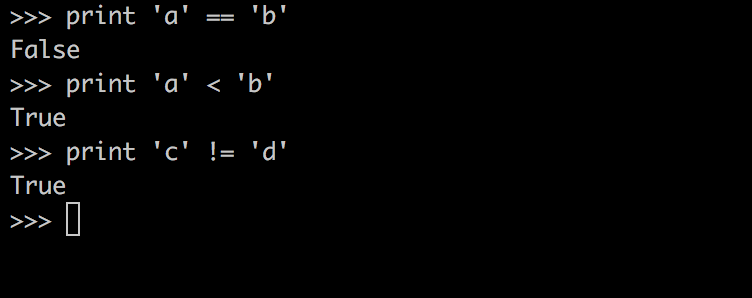 >>> print 'a' == 'b'
False
>>> print 'a' < 'b'
True
>>> print 'c' != 'd'
True
>>>